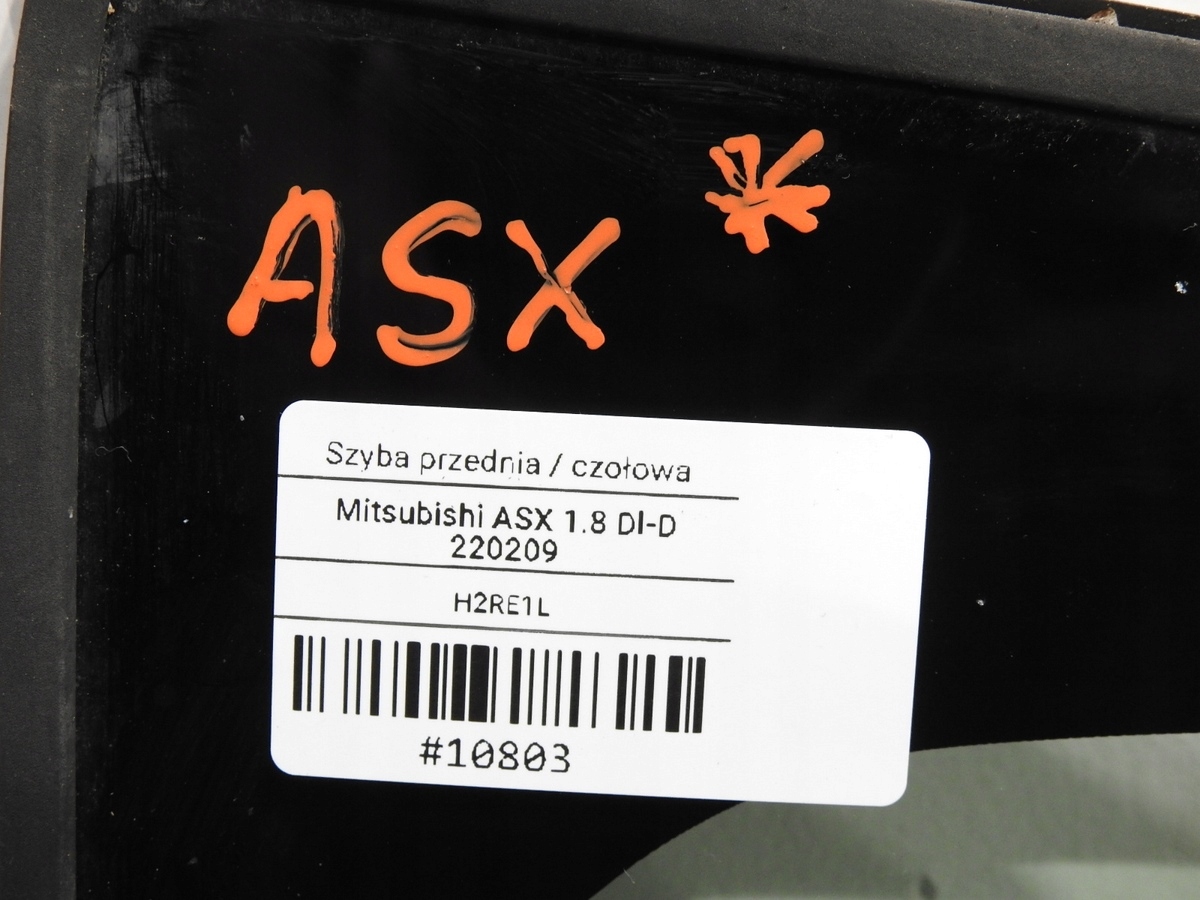 ASX *
Szyba przednia / czołowa
Mitsubishi ASX 1.8 DI-D
220209
H2RE1L
#10803